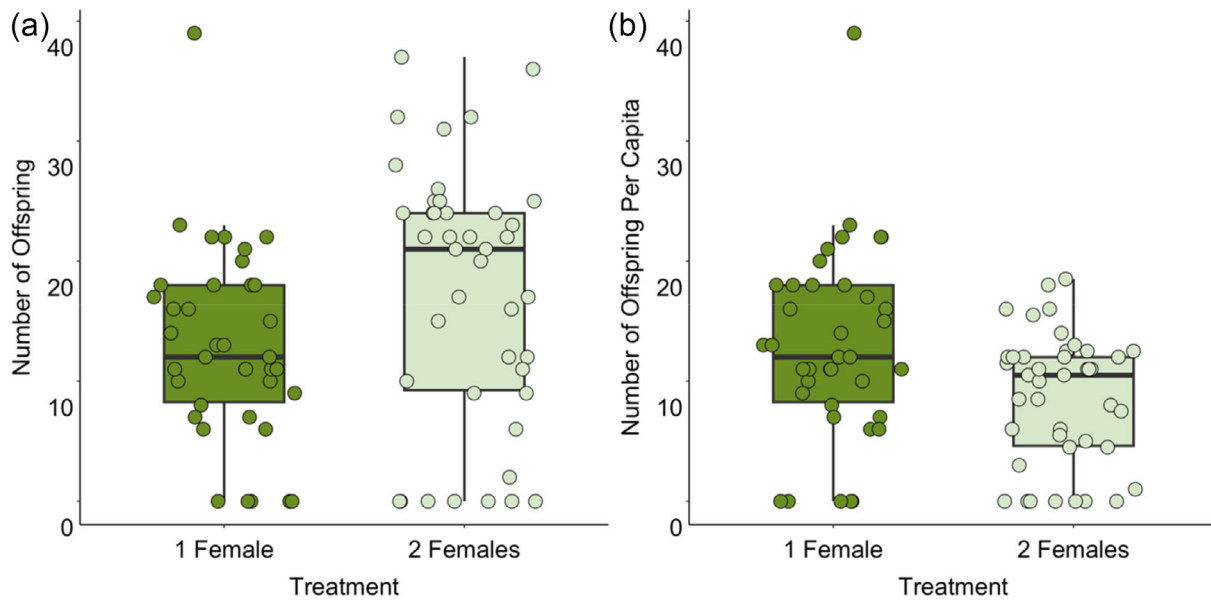 (a)
Number of Offspring
40
30
20
10
0
1 Female
2 Females
Treatment
(b)
Number of Offspring Per Capita
40
30
20
10
0
1 Female
2 Females
Treatment